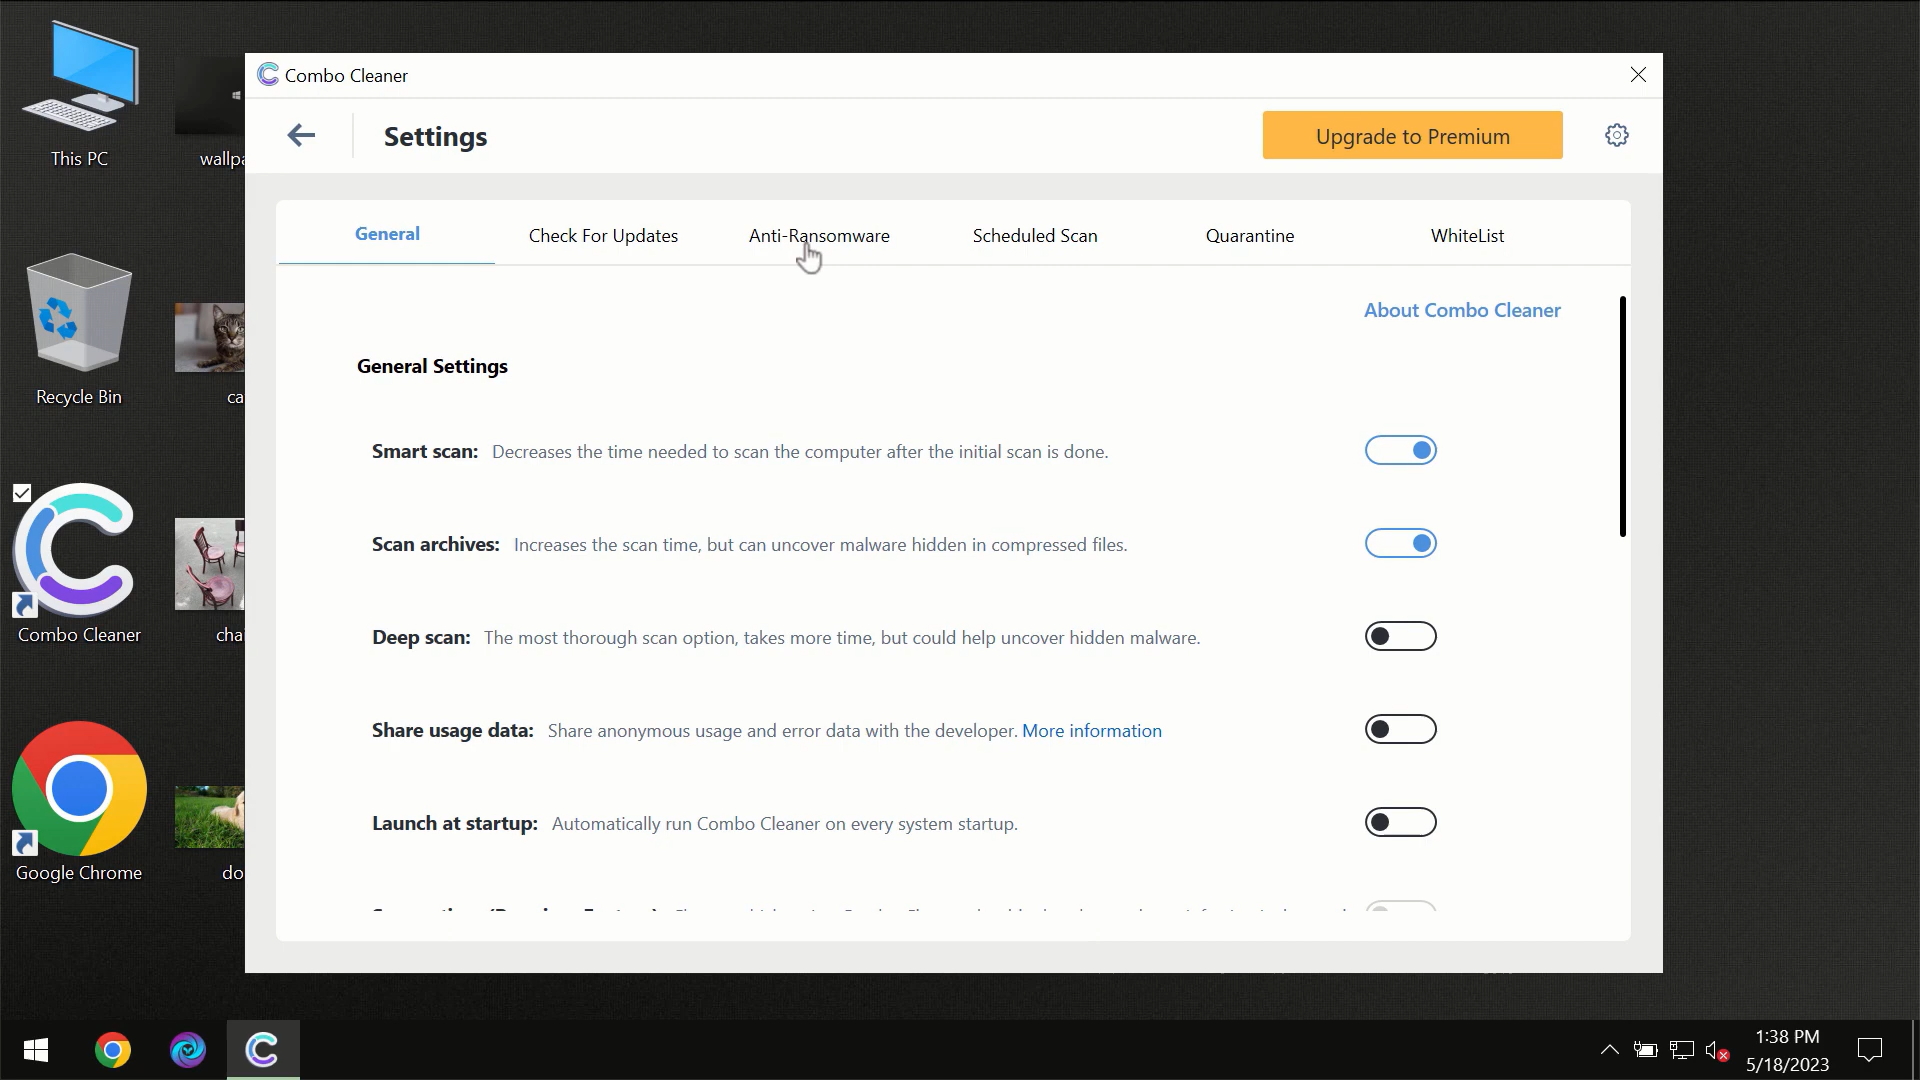 This PC
wallpa
Recycle Bin
ca
Combo Cleaner
chai
Google Chrome
do
Combo Cleaner
Settings
Upgrade to Premium
General
Check For Updates
Anti-Ransomware
Scheduled Scan
Quarantine
WhiteList
About Combo Cleaner
General Settings
Smart scan: Decreases the time needed to scan the computer after the initial scan is done.
Scan archives: Increases the scan time, but can uncover malware hidden in compressed files.
Deep scan: The most thorough scan option, takes more time, but could help uncover hidden malware.
Share usage data: Share anonymous usage and error data with the developer. More information
Launch at startup: Automatically run Combo Cleaner on every system startup.
1:38 PM
5/18/2023